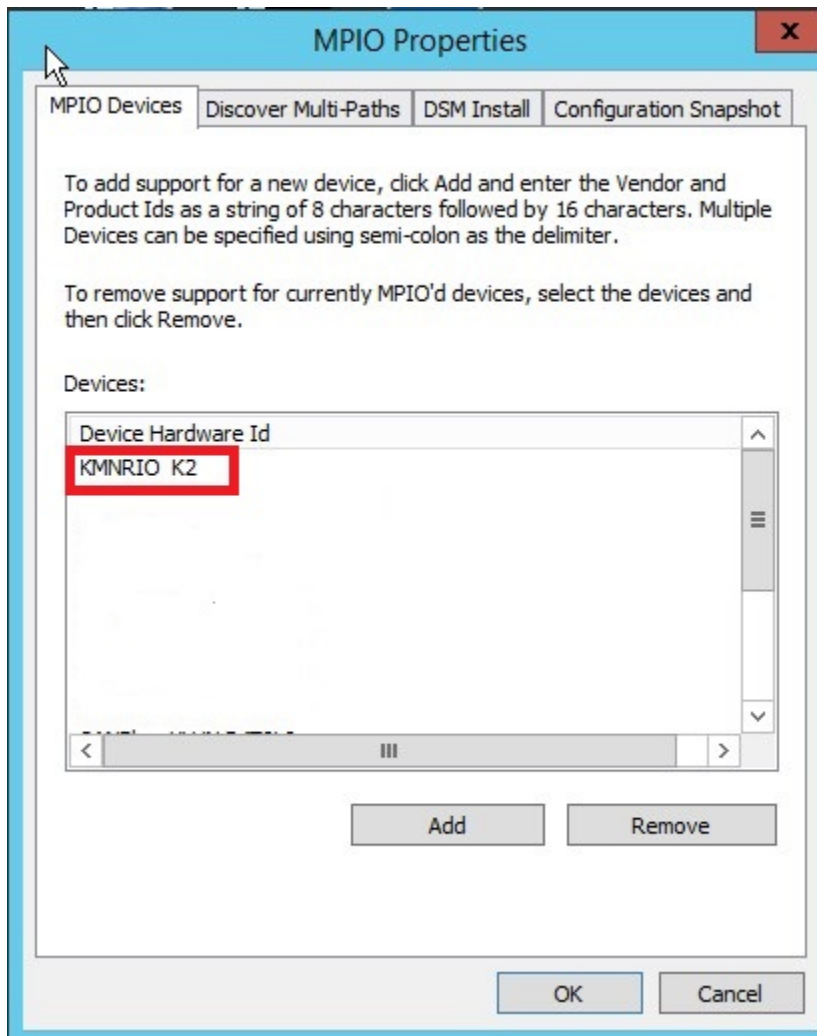 MPIO Properties
x
MPIO Devices
Discover Multi-Paths
DSM Install
Configuration Snapshot
To add support for a new device, click Add and enter the Vendor and
Product Ids as a string of 8 characters followed by 16 characters. Multiple
Devices can be specified using semi-colon as the delimiter.
To remove support for currently MPIO'd devices, select the devices and
then click Remove.
Devices:
Device Hardware Id
KMNRIO K2
Add
Remove
OK
Cancel